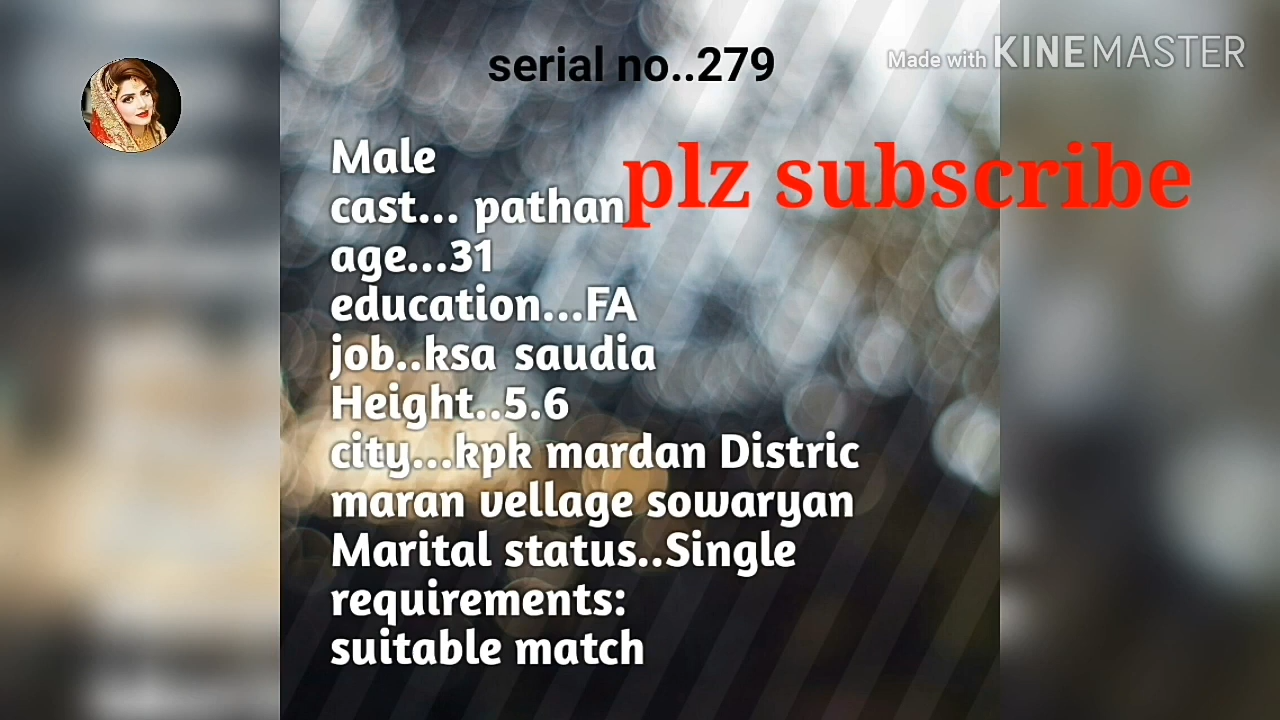 serial no..279
Made with KINEMASTER
plz subscribe
Male
cast... pathan
age...31
education...FA
job..ksa saudia
Height..5.6
city...kpk mardan Distric
maran vellage sowaryan
Marital status..Single
requirements:
suitable match